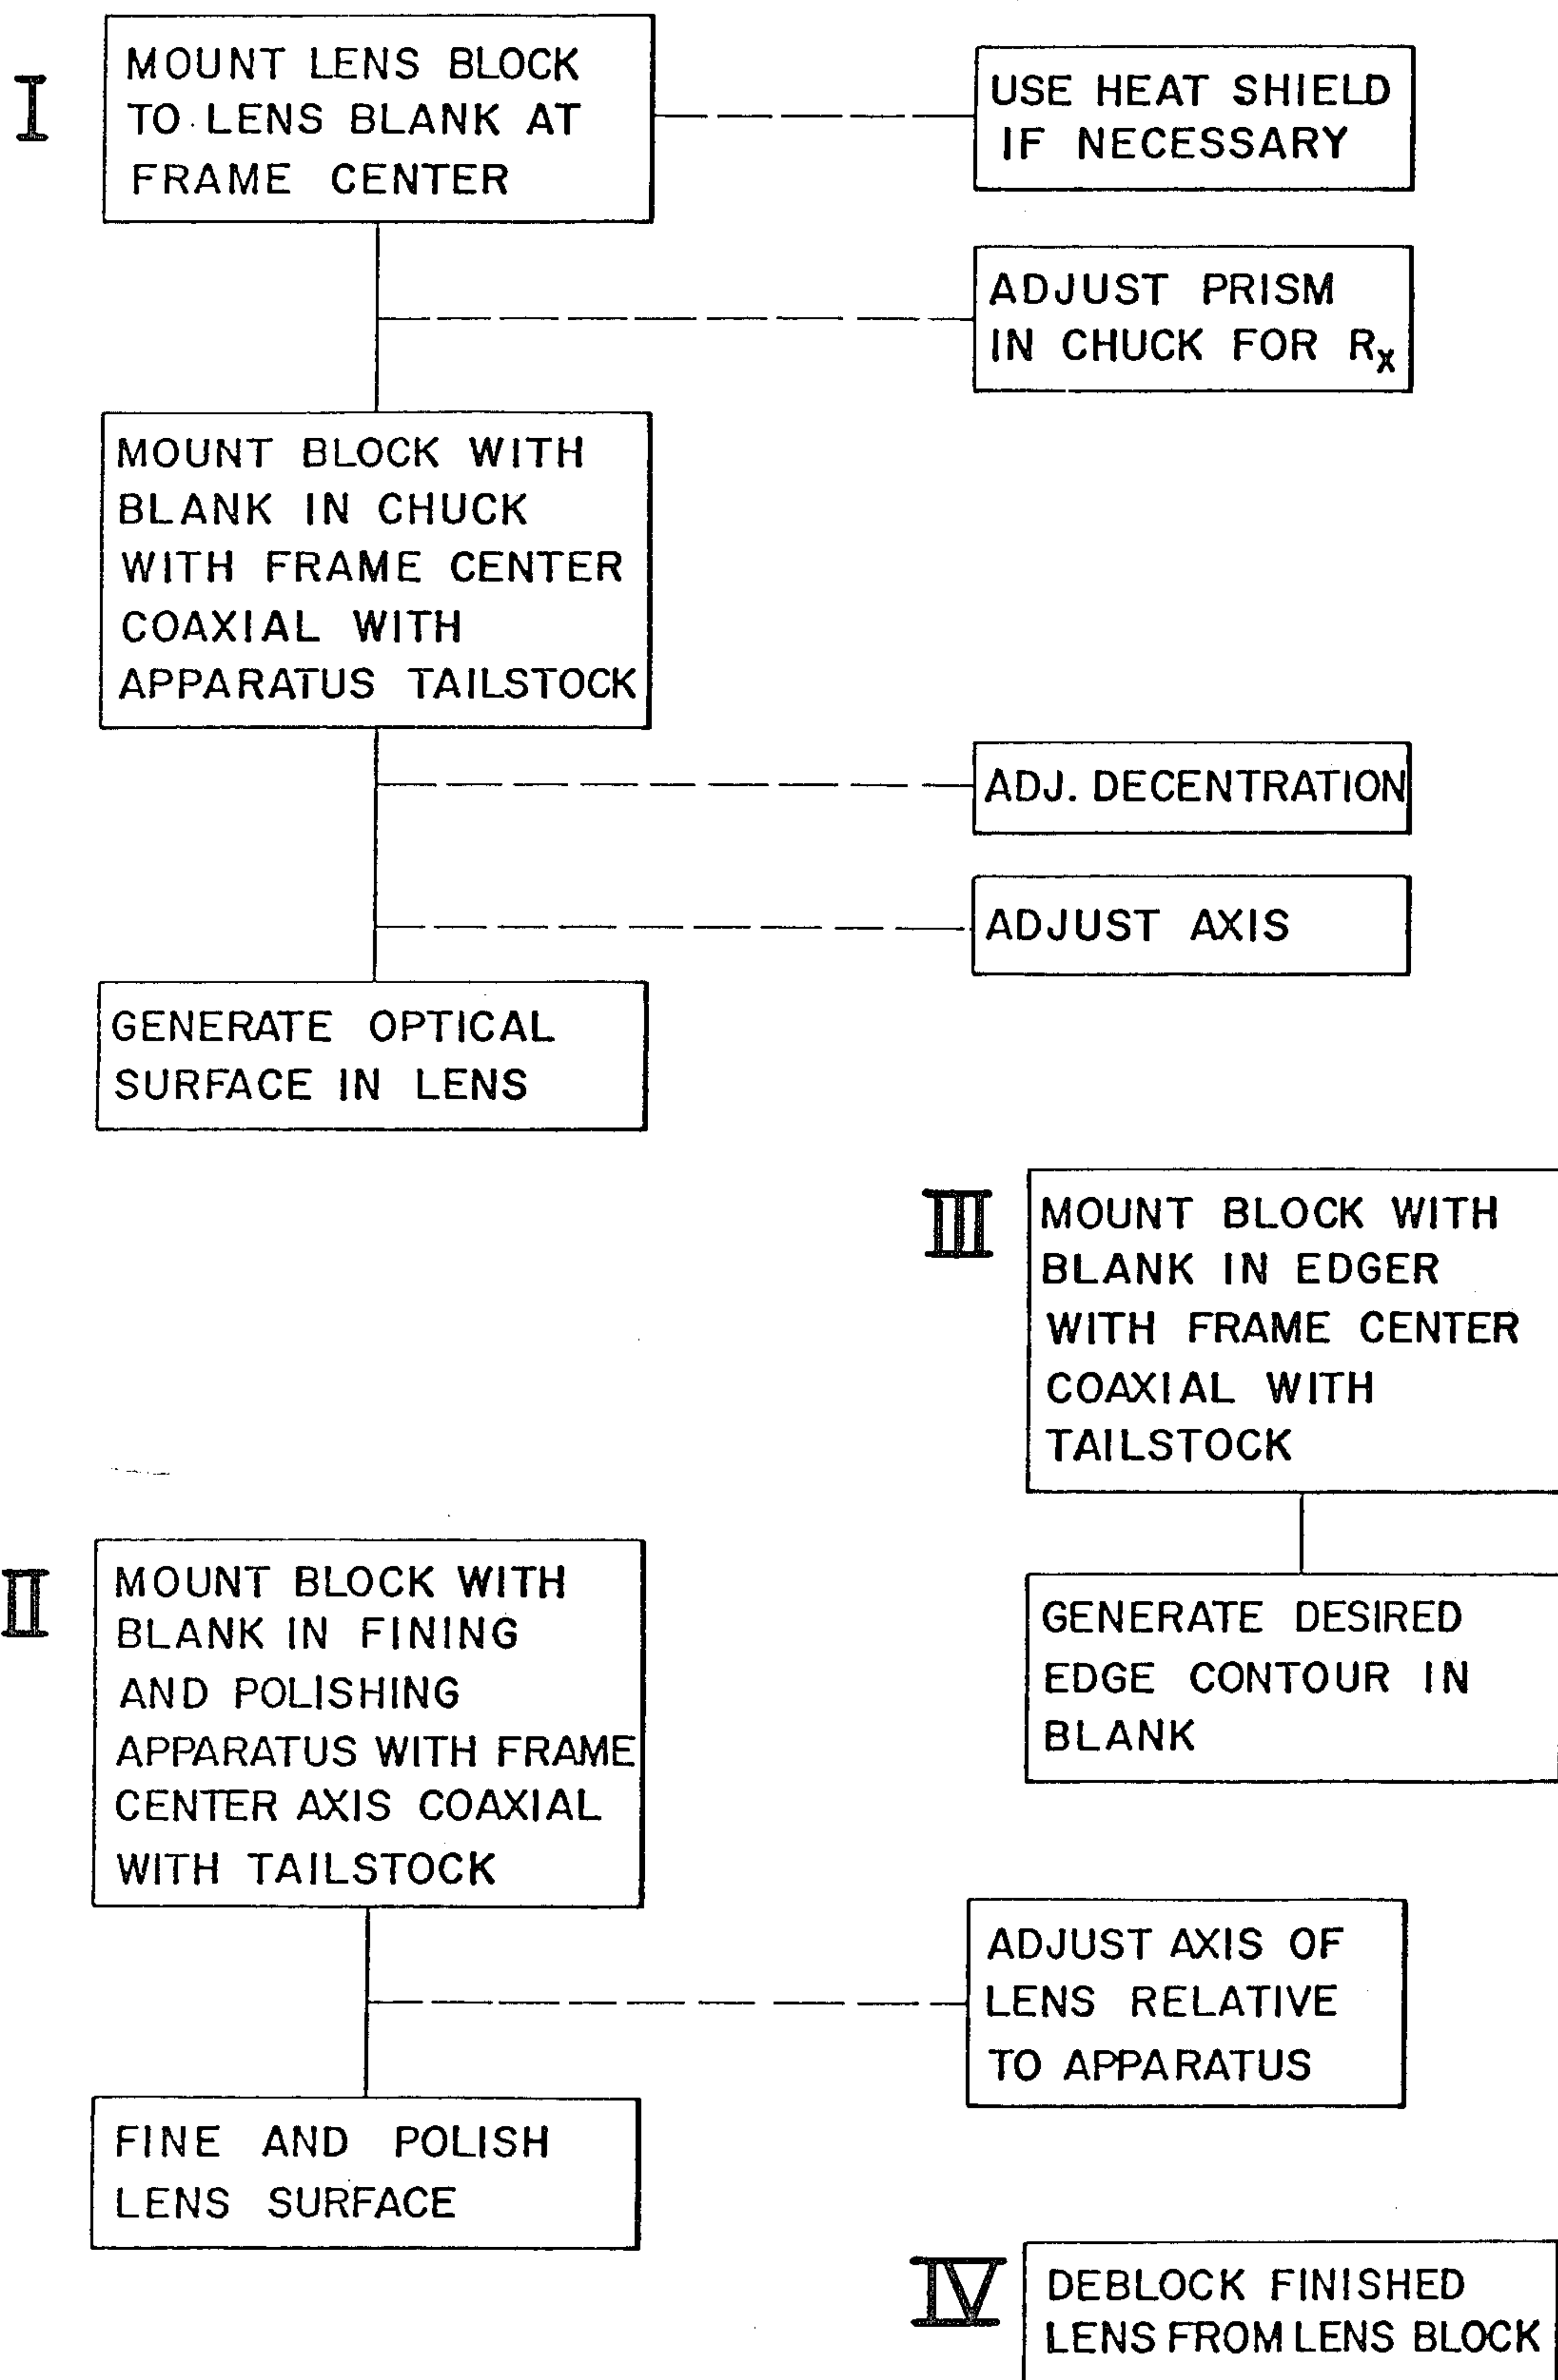 I
MOUNT LENS BLOCK
TO LENS BLANK AT
FRAME CENTER
USE HEAT SHIELD
IF NECESSARY
ADJUST PRISM
IN CHUCK FOR Rx
MOUNT BLOCK WITH
BLANK IN CHUCK
WITH FRAME CENTER
COAXIAL WITH
APPARATUS TAILSTOCK
ADJ. DECENTRATION
ADJUST AXIS
GENERATE OPTICAL
SURFACE IN LENS
II
MOUNT BLOCK WITH
BLANK IN FINING
AND POLISHING
APPARATUS WITH FRAME
CENTER AXIS COAXIAL
WITH TAILSTOCK
ADJUST AXIS OF
LENS RELATIVE
TO APPARATUS
FINE AND POLISH
LENS SURFACE
III
MOUNT BLOCK WITH
BLANK IN EDGER
WITH FRAME CENTER
COAXIAL WITH
TAILSTOCK
GENERATE DESIRED
EDGE CONTOUR IN
BLANK
IV
DEBLOCK FINISHED
LENS FROM LENS BLOCK